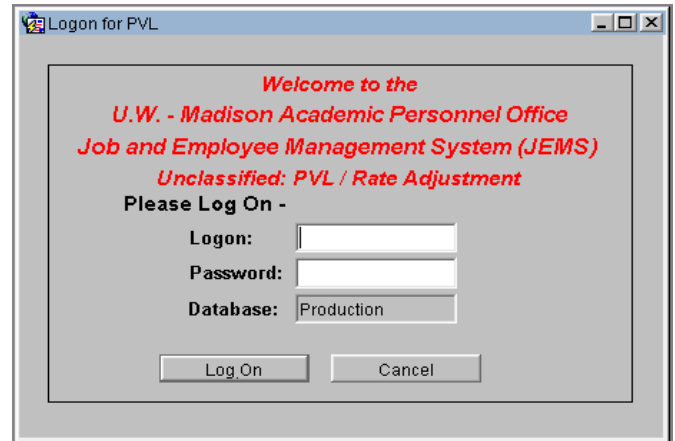 Logon for PVL
Welcome to the
U.W. - Madison Academic Personnel Office
Job and Employee Management System (JEMS)
Unclassified: PVL / Rate Adjustment
Please Log On -
Logon:
Password:
Database: Production
Log On Cancel